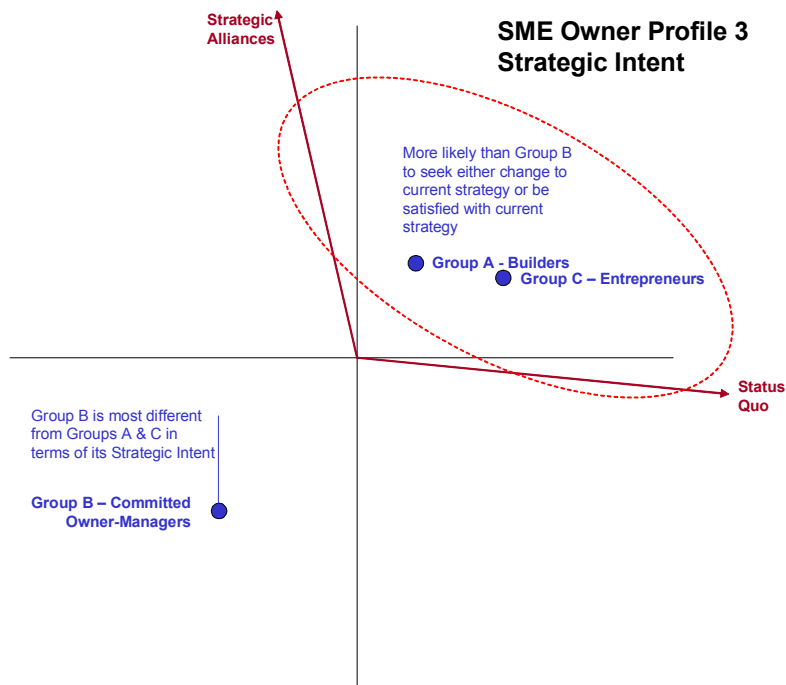 Strategic
Alliances
SME Owner Profile 3
Strategic Intent
More likely than Group B
to seek either change to
current strategy or be
satisfied with current
strategy
Group A - Builders
Group C – Entrepreneurs
Status
Quo
Group B is most different
from Groups A & C in
terms of its Strategic Intent
Group B – Committed
Owner-Managers